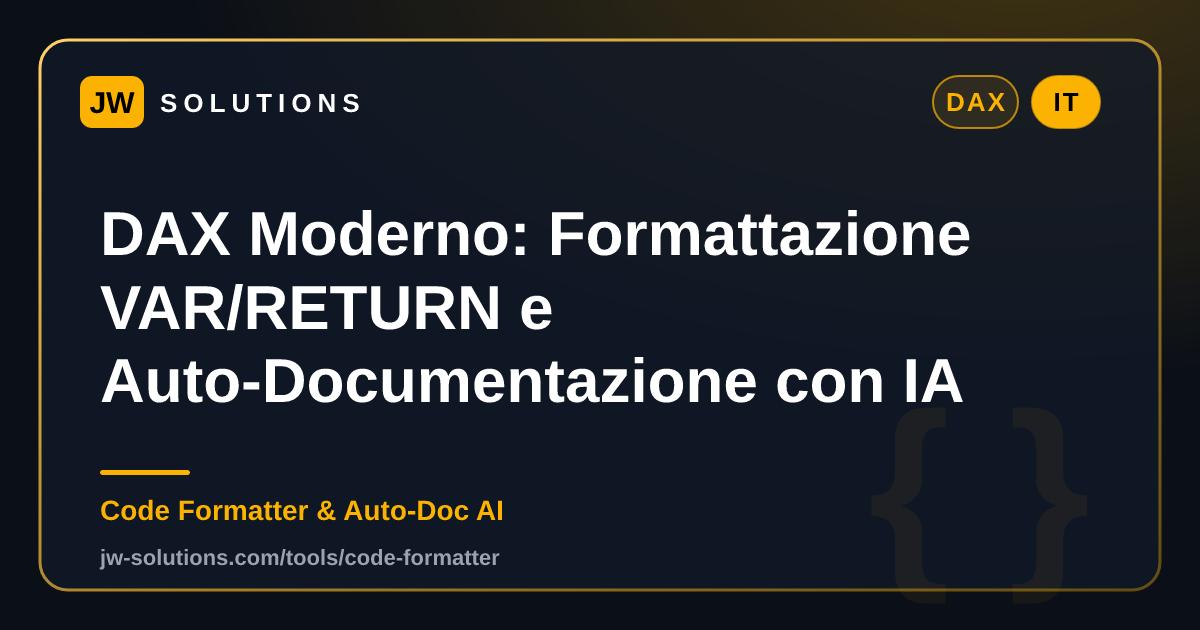 JW SOLUTIONS
DAX IT
DAX Moderno: Formattazione
VAR/RETURN e
Auto-Documentazione con IA
Code Formatter & Auto-Doc AI
jw-solutions.com/tools/code-formatter
{ }